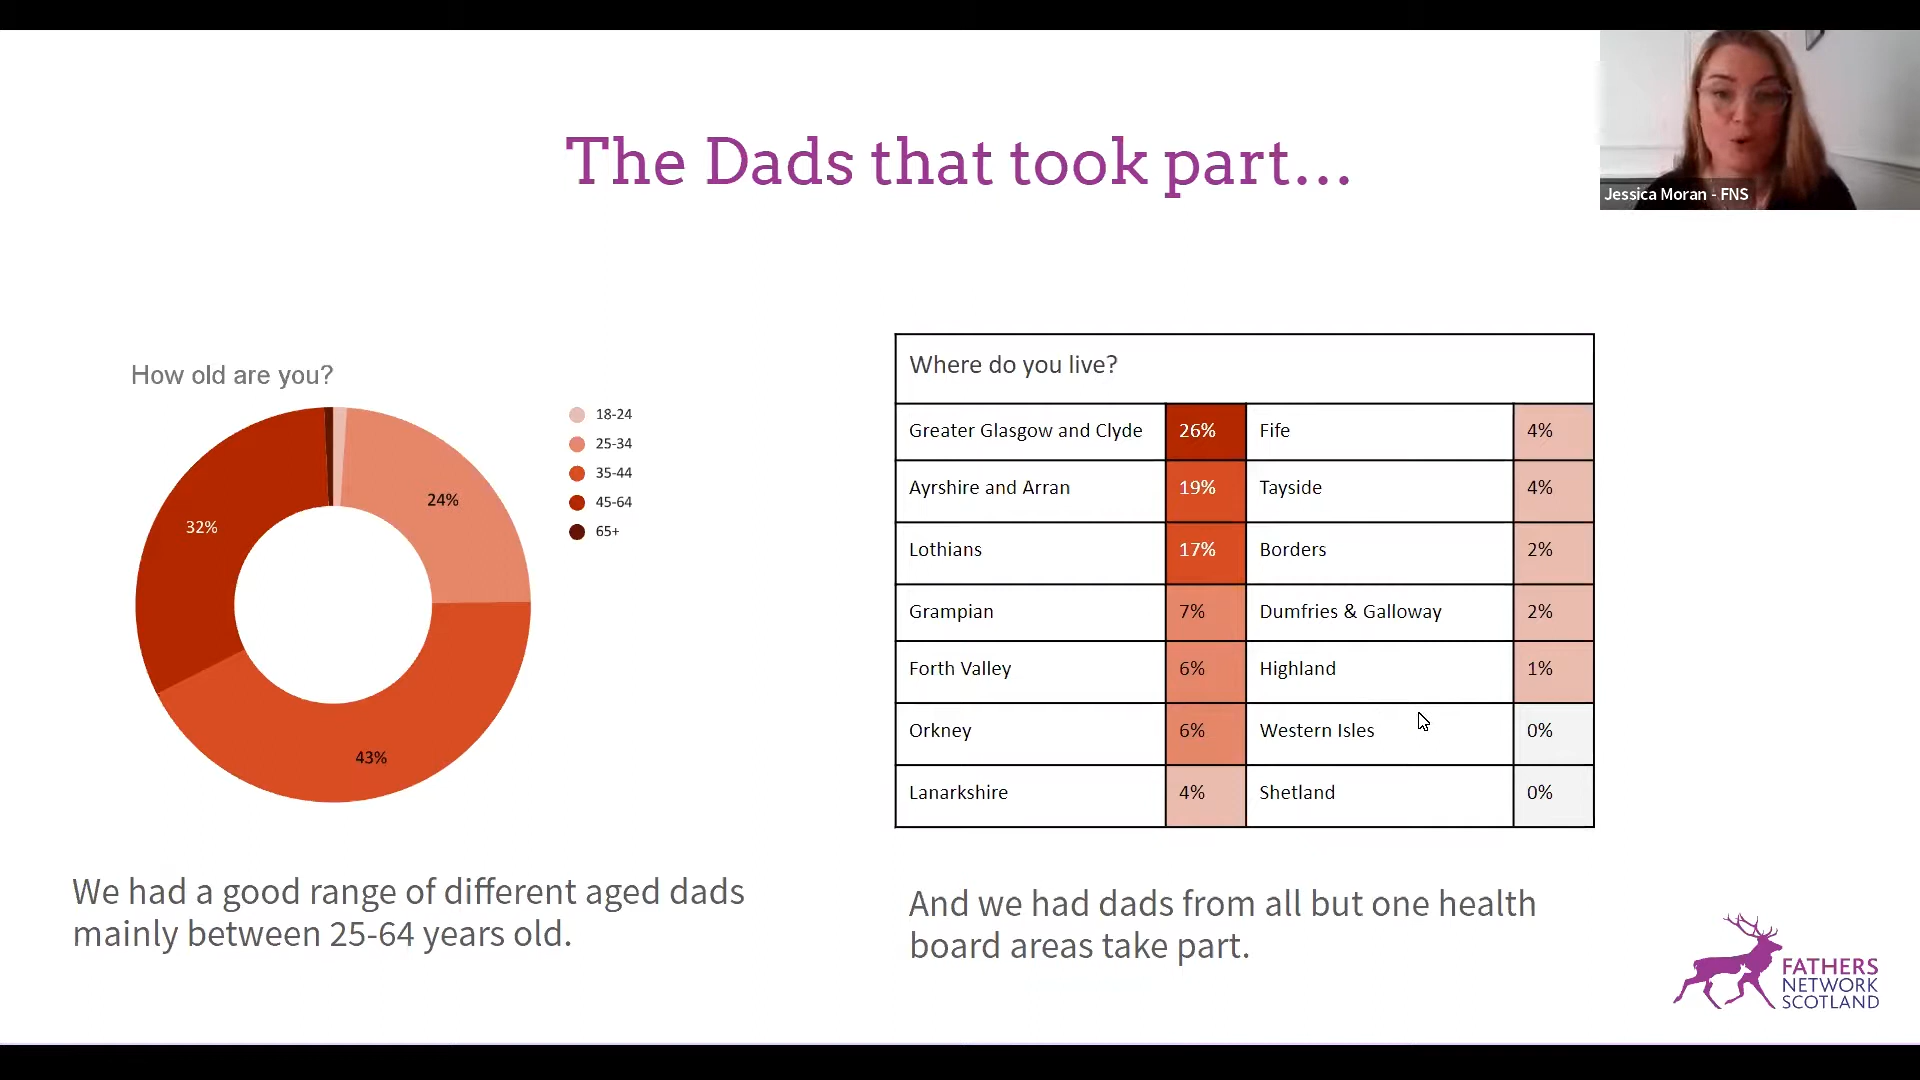 Jessica Moran - FNS
The Dads that took part...
How old are you?
18-24
25-34
35-44
45-64
65+
24%
32%
43%
We had a good range of different aged dads
mainly between 25-64 years old.
Where do you live?
Greater Glasgow and Clyde 26% Fife 4%
Ayrshire and Arran 19% Tayside 4%
Lothians 17% Borders 2%
Grampian 7% Dumfries & Galloway 2%
Forth Valley 6% Highland 1%
Orkney 6% Western Isles 0%
Lanarkshire 4% Shetland 0%
And we had dads from all but one health
board areas take part.
FATHERS
NETWORK
SCOTLAND